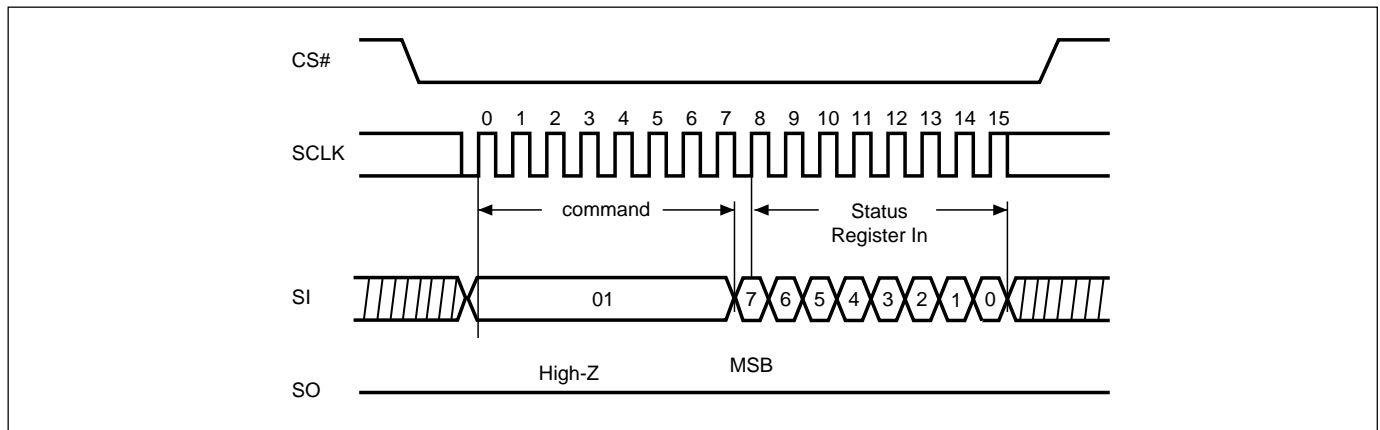 CS#
0 1 2 3 4 5 6 7 8 9 10 11 12 13 14 15
SCLK
command
Status
Register In
SI
01
7 6 5 4 3 2 1 0
MSB
High-Z
SO